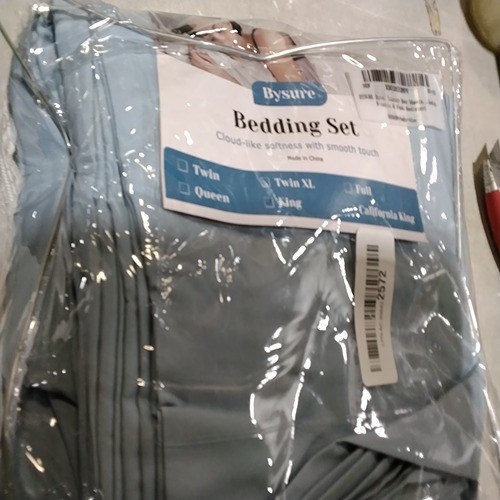 Bysure
Bedding Set
Cloud-like softness with smooth touch
Made in China
Twin
Twin XL
Full
Queen
King
California King
2572